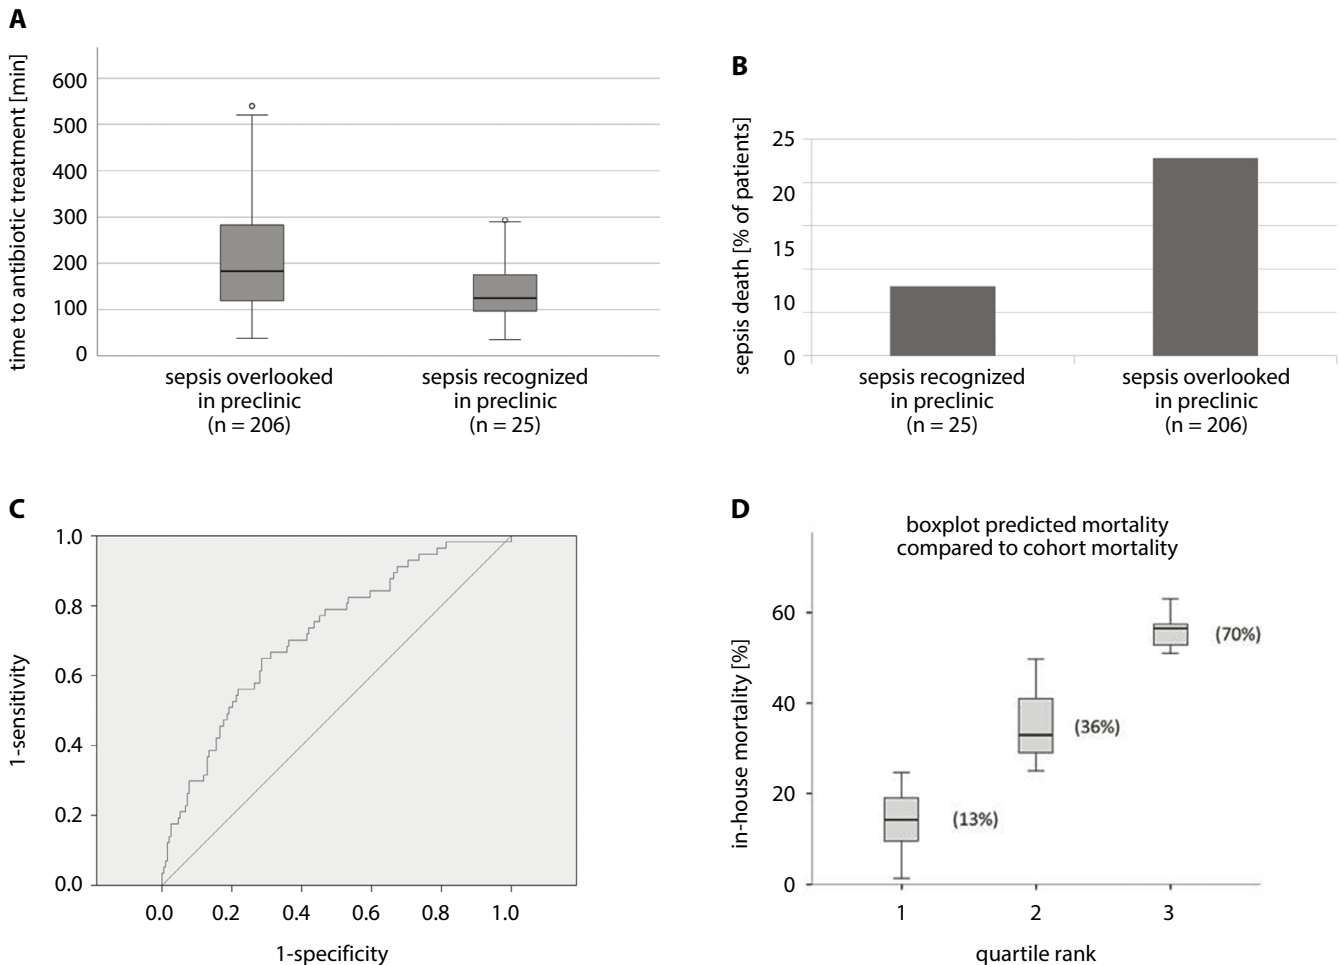 A
time to antibiotic treatment [min]
600
500
400
300
200
100
0
sepsis overlooked
in preclinic
(n = 206)
sepsis recognized
in preclinic
(n = 25)
B
sepsis death [% of patients]
25
20
15
10
0
sepsis recognized
in preclinic
(n = 25)
sepsis overlooked
in preclinic
(n = 206)
C
1-sensitivity
1.0
0.8
0.6
0.4
0.2
0.0
0.0 0.2 0.4 0.6 0.8 1.0
1-specificity
D
boxplot predicted mortality
compared to cohort mortality
in-house mortality [%]
60
40
20
0
(70%)
(36%)
(13%)
1 2 3
quartile rank